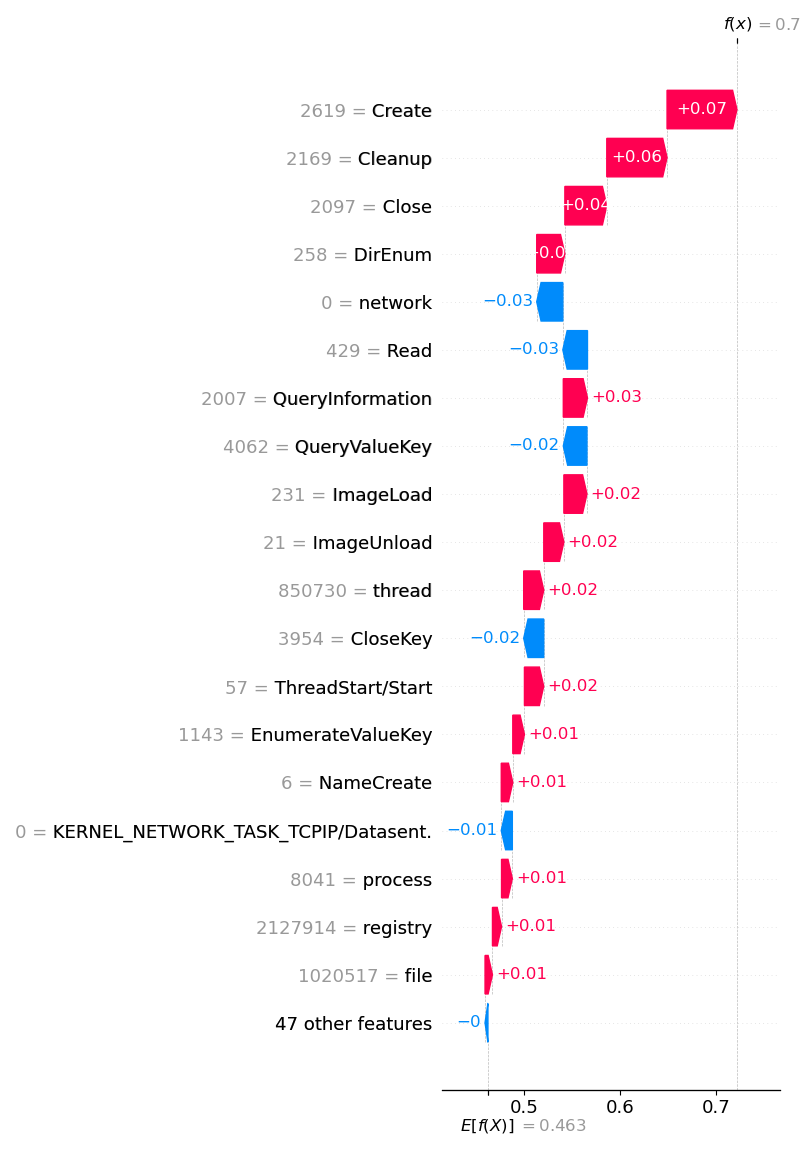 f(x) = 0.7
2619 = Create +0.07
2169 = Cleanup +0.06
2097 = Close +0.04
258 = DirEnum
0 = network −0.03
429 = Read −0.03
2007 = QueryInformation +0.03
4062 = QueryValueKey −0.02
231 = ImageLoad +0.02
21 = ImageUnload +0.02
850730 = thread +0.02
3954 = CloseKey −0.02
57 = ThreadStart/Start +0.02
1143 = EnumerateValueKey +0.01
6 = NameCreate +0.01
0 = KERNEL_NETWORK_TASK_TCPIP/Datasent. −0.01
8041 = process +0.01
2127914 = registry +0.01
1020517 = file +0.01
47 other features −0
0.5 0.6 0.7
E[f(X)] = 0.463